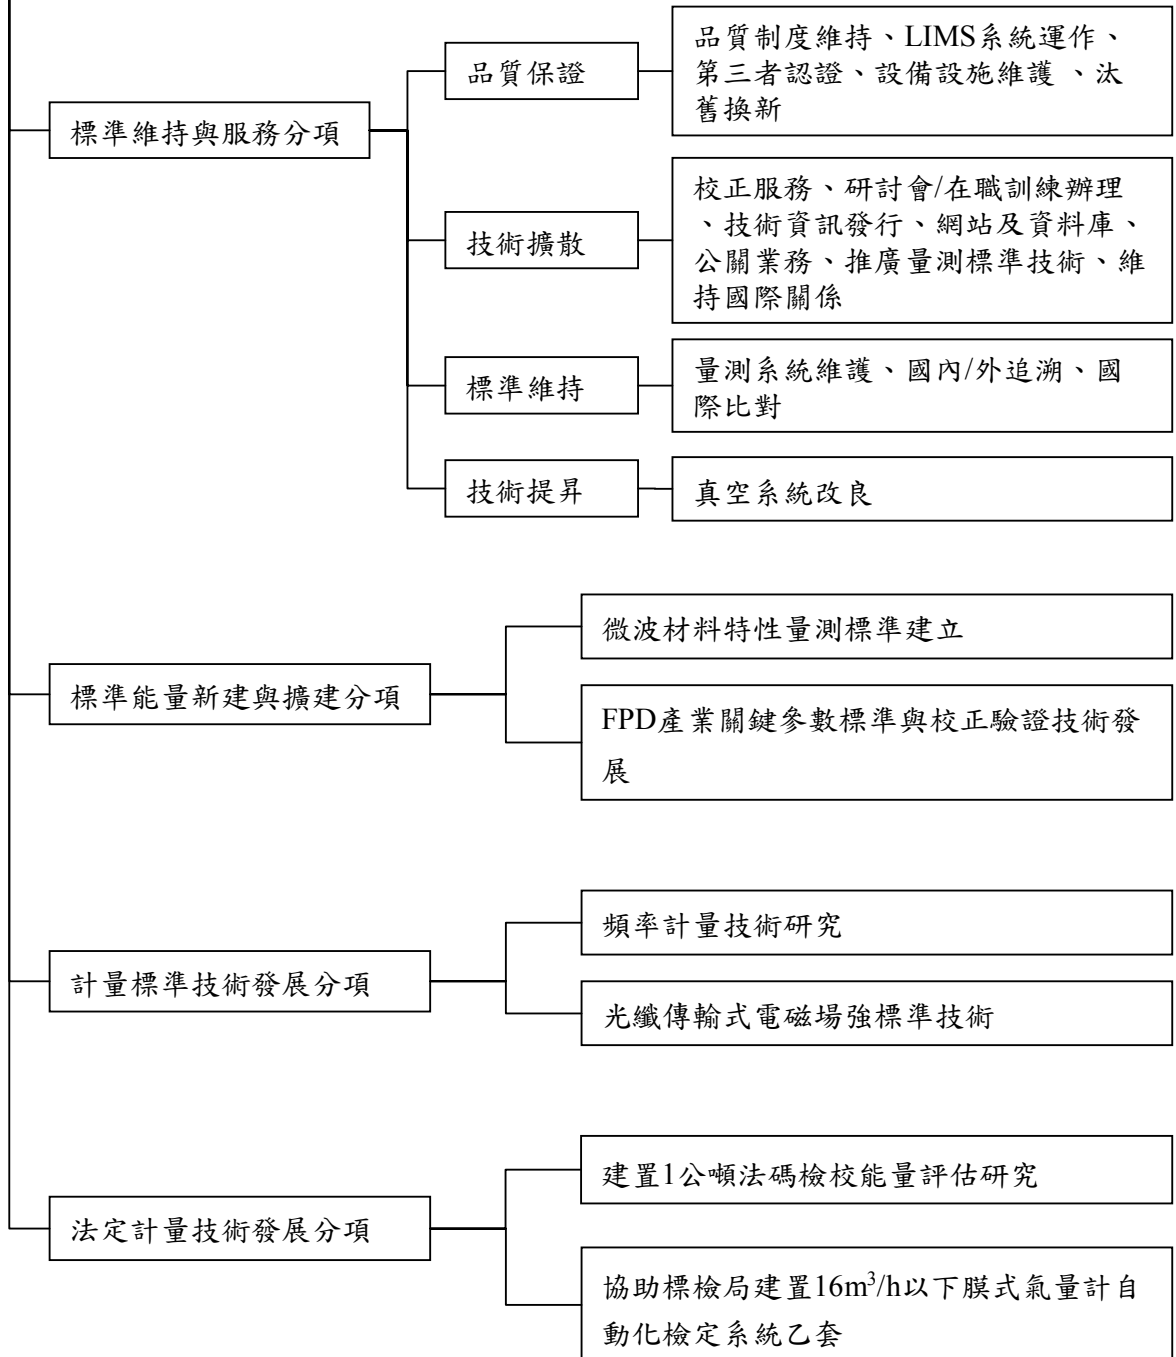 品質保證
品質制度維持、LIMS系統運作、
第三者認證、設備設施維護 、汰
舊換新
標準維持與服務分項
技術擴散
校正服務、研討會/在職訓練辦理
、技術資訊發行、網站及資料庫、
公關業務、推廣量測標準技術、維
持國際關係
標準維持
量測系統維護、國內/外追溯、國
際比對
技術提昇
真空系統改良
標準能量新建與擴建分項
微波材料特性量測標準建立
FPD產業關鍵參數標準與校正驗證技術發
展
計量標準技術發展分項
頻率計量技術研究
光纖傳輸式電磁場強標準技術
法定計量技術發展分項
建置1公噸法碼檢校能量評估研究
協助標檢局建置16m³/h以下膜式氣量計自
動化檢定系統乙套